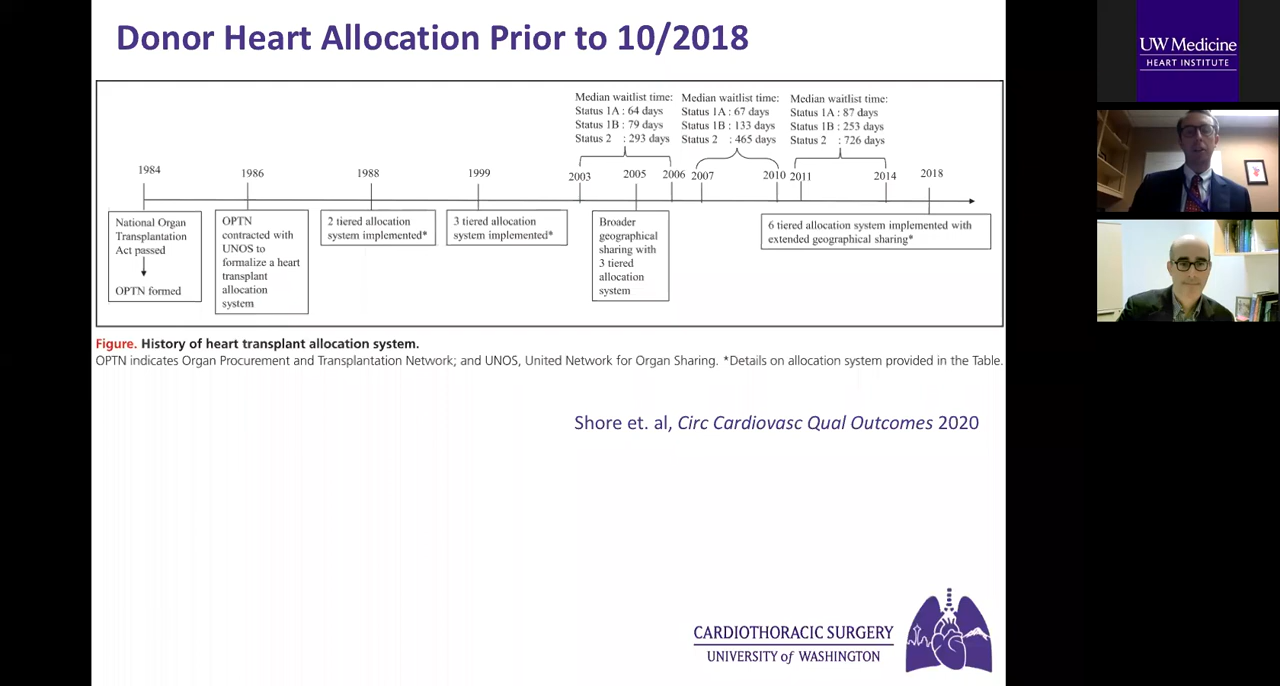 Donor Heart Allocation Prior to 10/2018
Median waitlist time:
Status 1A : 64 days
Status 1B : 79 days
Status 2 : 293 days
Median waitlist time:
Status 1A : 67 days
Status 1B : 133 days
Status 2 : 465 days
Median waitlist time:
Status 1A : 87 days
Status 1B : 253 days
Status 2 : 726 days
1984
1986
1988
1999
2003
2005
2006
2007
2010
2011
2014
2018
National Organ
Transplantation
Act passed
OPTN formed
OPTN
contracted with
UNOS to
formalize a heart
transplant
allocation
system
2 tiered allocation
system implemented*
3 tiered allocation
system implemented*
Broader
geographical
sharing with
3 tiered
allocation
system
6 tiered allocation system implemented with
extended geographical sharing*
Figure. History of heart transplant allocation system.
OPTN indicates Organ Procurement and Transplantation Network; and UNOS, United Network for Organ Sharing. *Details on allocation system provided in the Table.
Shore et. al, Circ Cardiovasc Qual Outcomes 2020
CARDIOTHORACIC SURGERY
UNIVERSITY of WASHINGTON
UW Medicine
HEART INSTITUTE